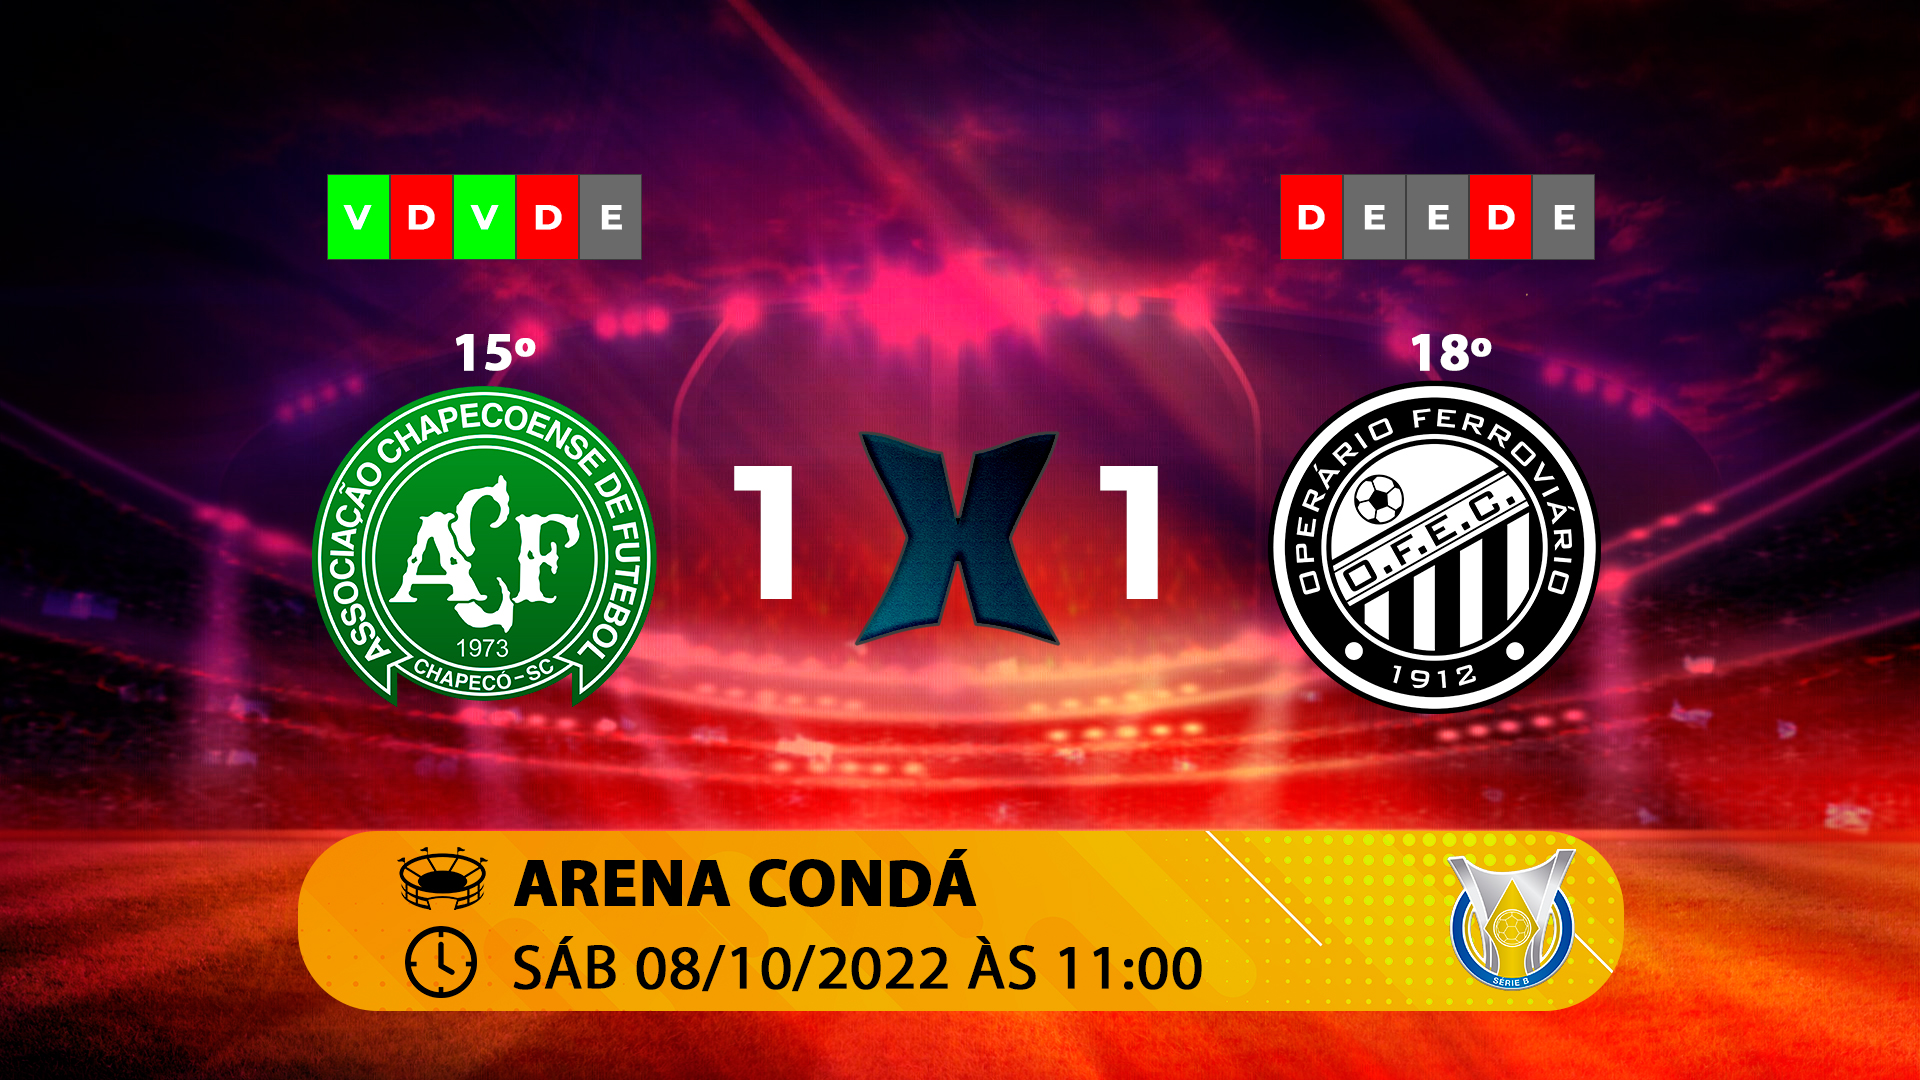 V D V D E
D E E D E
15º
18º
ASSOCIAÇÃO CHAPECOENSE DE FUTEBOL
ACF
1973
CHAPECÓ-SC
1 X 1
OPERÁRIO FERROVIÁRIO
O.F.E.C.
1912
ARENA CONDÁ
SÁB 08/10/2022 ÀS 11:00
SÉRIE B